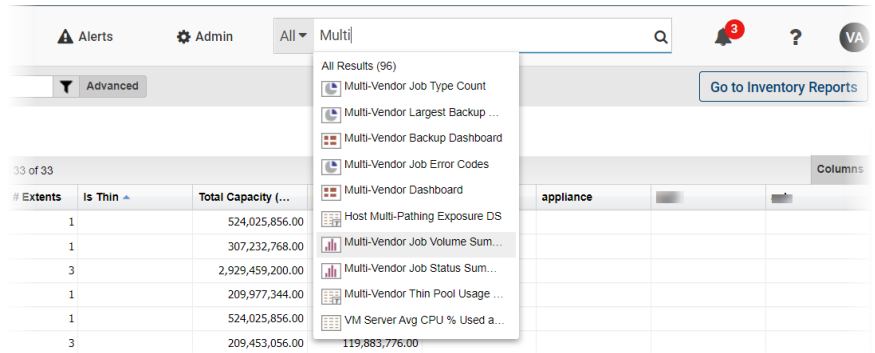 Alerts
Admin
All
Multi
3
?
VA
Advanced
Go to Inventory Reports
All Results (96)
Multi-Vendor Job Type Count
Multi-Vendor Largest Backup ...
Multi-Vendor Backup Dashboard
Multi-Vendor Job Error Codes
Multi-Vendor Dashboard
Host Multi-Pathing Exposure DS
Multi-Vendor Job Volume Sum...
Multi-Vendor Job Status Sum...
Multi-Vendor Thin Pool Usage ...
VM Server Avg CPU % Used a...
33 of 33
Columns
# Extents Is Thin Total Capacity (... appliance
1 524,025,856.00
1 307,232,768.00
3 2,929,459,200.00
1 209,977,344.00
1 524,025,856.00
3 209,453,056.00 119,883,776.00